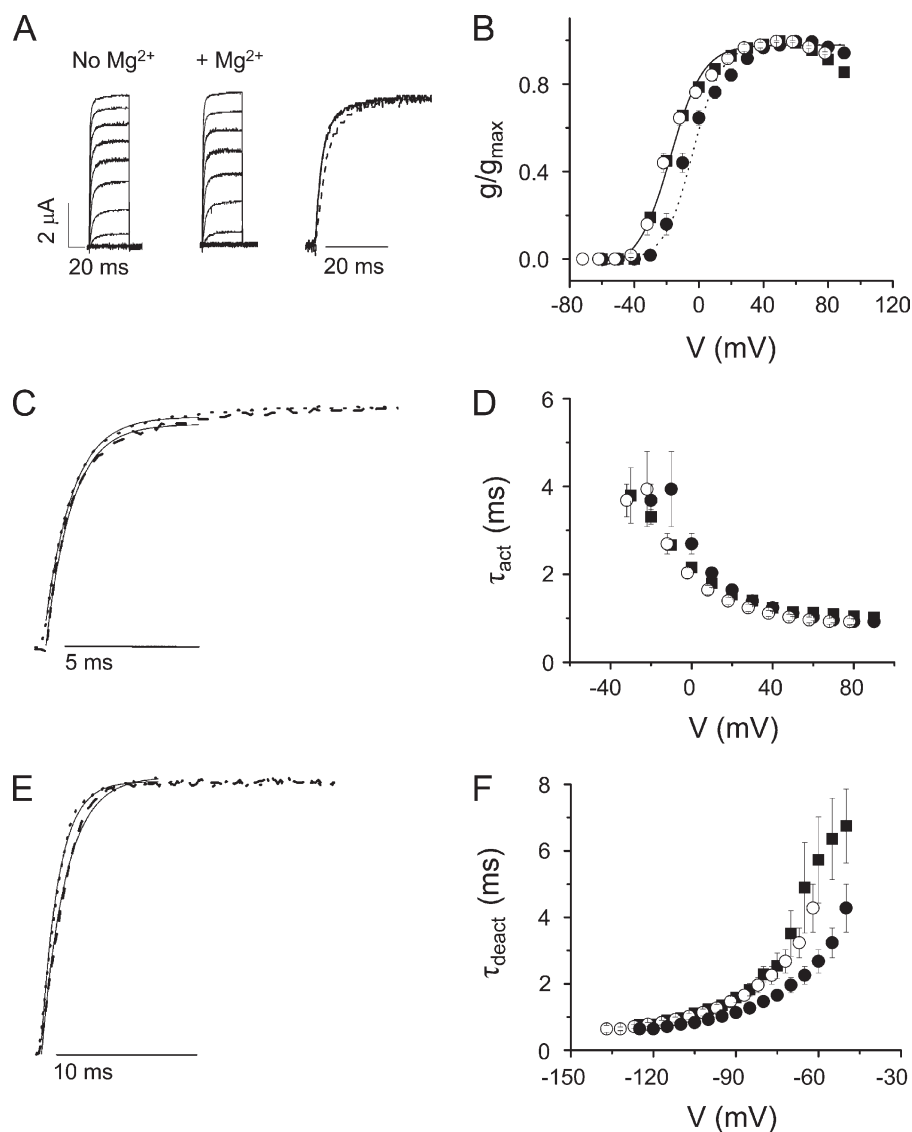 A
No Mg²⁺
+ Mg²⁺
2 μA
20 ms
20 ms
B
g/gmax
0.8
0.4
0.0
-80
-40
0
40
80
120
V (mV)
C
5 ms
D
τact (ms)
6
4
2
0
-40
0
40
80
V (mV)
E
10 ms
F
τdeact (ms)
8
6
4
2
0
-150
-120
-90
-60
-30
V (mV)